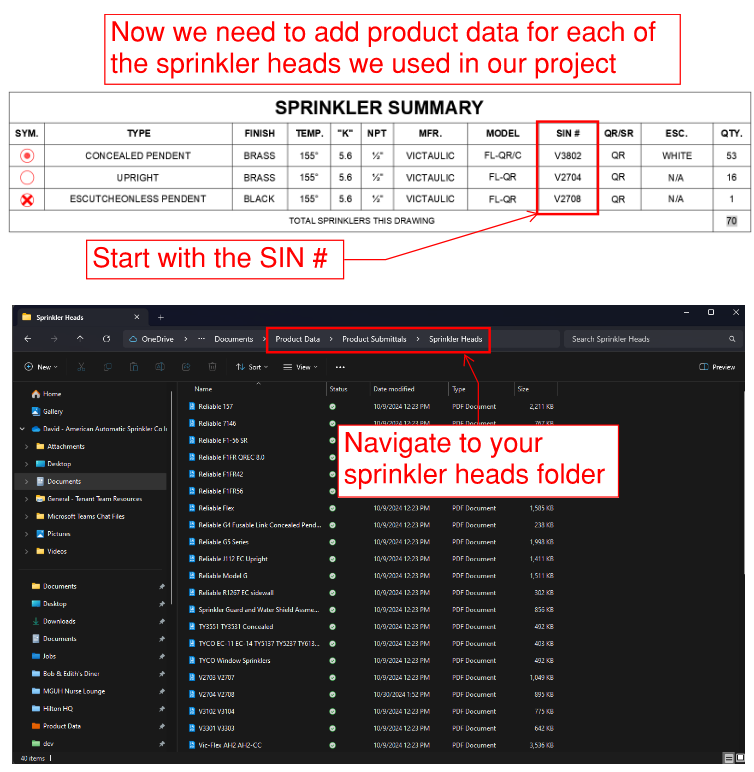 Now we need to add product data for each of
the sprinkler heads we used in our project
SPRINKLER SUMMARY
SYM. TYPE FINISH TEMP. "K" NPT MFR. MODEL SIN # QR/SR ESC. QTY.
CONCEALED PENDENT BRASS 155° 5.6 ½" VICTAULIC FL-QR/C V3802 QR WHITE 53
UPRIGHT BRASS 155° 5.6 ½" VICTAULIC FL-QR V2704 QR N/A 16
ESCUTCHEONLESS PENDENT BLACK 155° 5.6 ½" VICTAULIC FL-QR V2708 QR N/A 1
TOTAL SPRINKLERS THIS DRAWING 70
Start with the SIN #
Sprinkler Heads
OneDrive > ··· Documents > Product Data > Product Submittals > Sprinkler Heads Search Sprinkler Heads
New Sort View ··· Preview
Home
Gallery
David - American Automatic Sprinkler Co
Attachments
Desktop
Documents
General - Tenant Team Resources
Microsoft Teams Chat Files
Pictures
Videos
Documents
Desktop
Downloads
Documents
Jobs
Bob & Edith's Diner
MGUH Nurse Lounge
Hilton HQ
Product Data
dev
Name Status Date modified Type Size
Reliable 157 10/9/2024 12:23 PM PDF Document 2,211 KB
Reliable 7146 10/9/2024 12:23 PM PDF Document 767 KB
Reliable F1-56 SR
Reliable F1FR QREC 8.0
Reliable F1FR42
Reliable F1FR56
Navigate to your
sprinkler heads folder
Reliable Flex 10/9/2024 12:23 PM PDF Document 1,585 KB
Reliable G4 Fusable Link Concealed Pend... 10/9/2024 12:23 PM PDF Document 238 KB
Reliable G5 Series 10/9/2024 12:23 PM PDF Document 1,998 KB
Reliable J112 EC Upright 10/9/2024 12:23 PM PDF Document 1,411 KB
Reliable Model G 10/9/2024 12:23 PM PDF Document 1,511 KB
Reliable R1267 EC sidewall 10/9/2024 12:23 PM PDF Document 302 KB
Sprinkler Guard and Water Shield Assme... 10/9/2024 12:23 PM PDF Document 856 KB
TY3551 TY3531 Concealed 10/9/2024 12:23 PM PDF Document 492 KB
TYCO EC-11 EC-14 TY5137 TY5237 TY613... 10/9/2024 12:23 PM PDF Document 403 KB
TYCO Window Sprinklers 10/9/2024 12:23 PM PDF Document 492 KB
V2703 V2707 10/9/2024 12:23 PM PDF Document 1,049 KB
V2704 V2708 10/30/2024 1:52 PM PDF Document 895 KB
V3102 V3104 10/9/2024 12:23 PM PDF Document 775 KB
V3301 V3303 10/9/2024 12:23 PM PDF Document 642 KB
Vic-Flex AH2 AH2-CC 10/9/2024 12:23 PM PDF Document 3,536 KB
40 items